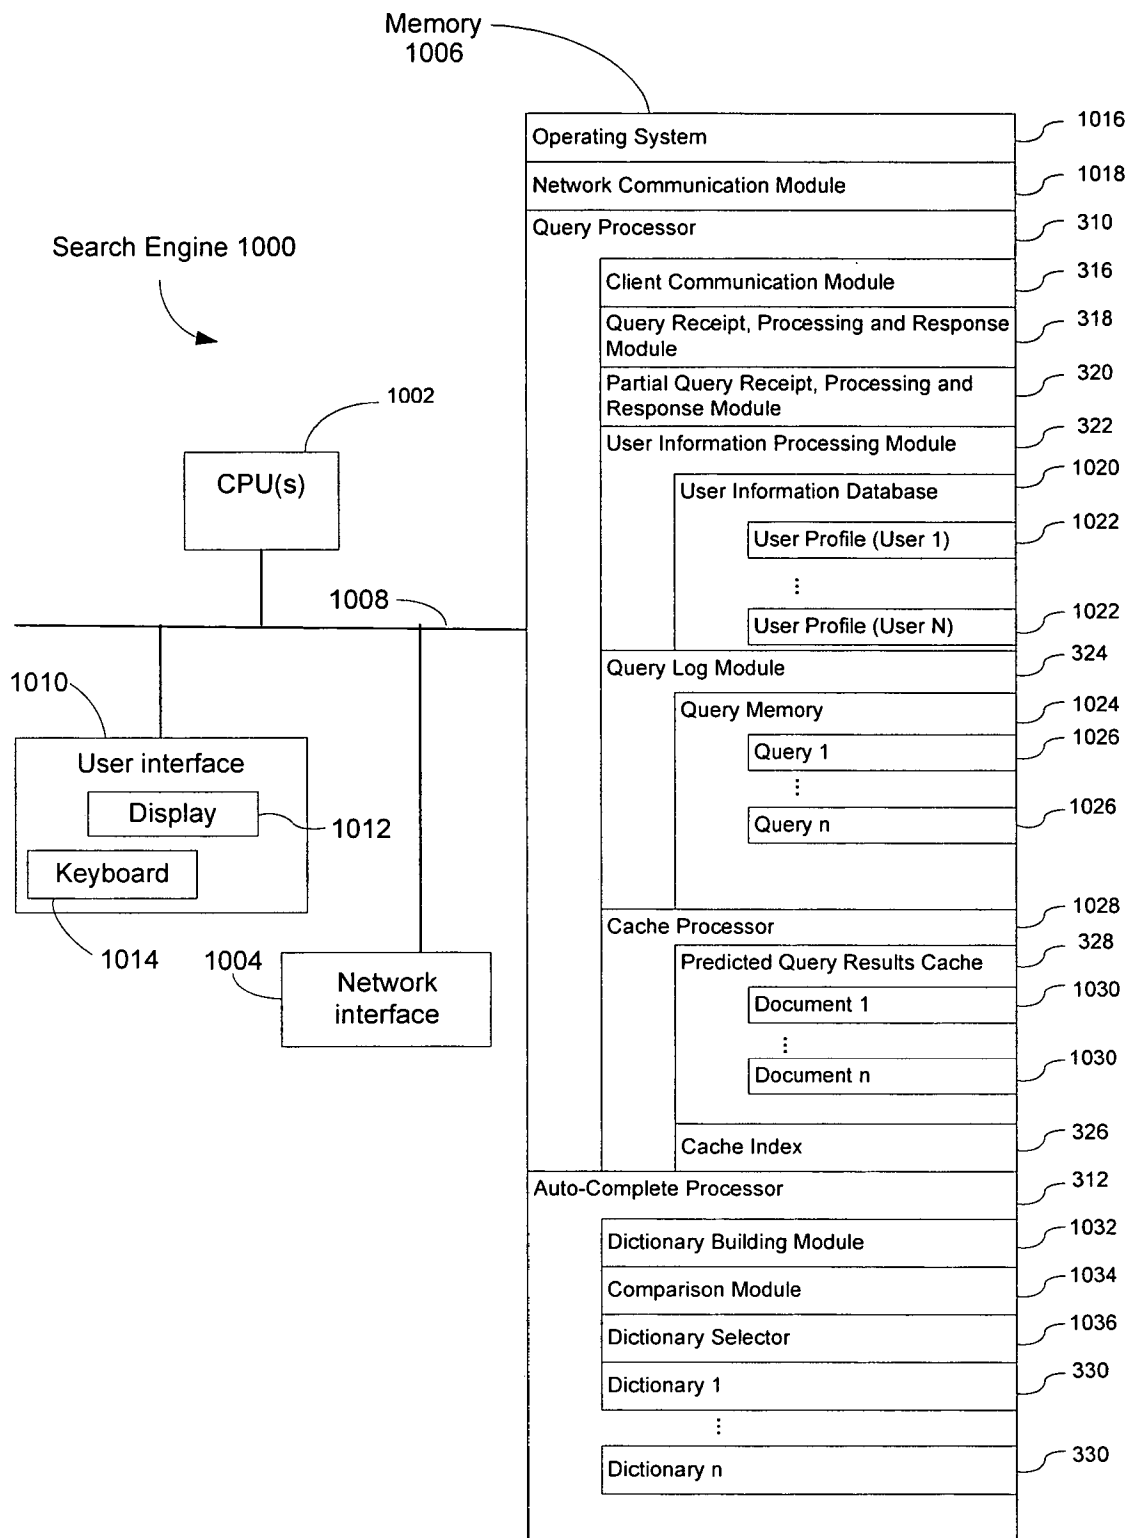 Memory
1006
Operating System
1016
Network Communication Module
1018
Query Processor
310
Search Engine 1000
Client Communication Module
316
Query Receipt, Processing and Response
Module
318
Partial Query Receipt, Processing and
Response Module
320
1002
CPU(s)
User Information Processing Module
322
User Information Database
1020
User Profile (User 1)
1022
⋮
1008
User Profile (User N)
1022
Query Log Module
324
1010
Query Memory
1024
User interface
Query 1
1026
⋮
Display
1012
Query n
1026
Keyboard
Cache Processor
1028
1014
1004
Predicted Query Results Cache
328
Network
interface
Document 1
1030
⋮
Document n
1030
Cache Index
326
Auto-Complete Processor
312
Dictionary Building Module
1032
Comparison Module
1034
Dictionary Selector
1036
Dictionary 1
330
⋮
Dictionary n
330